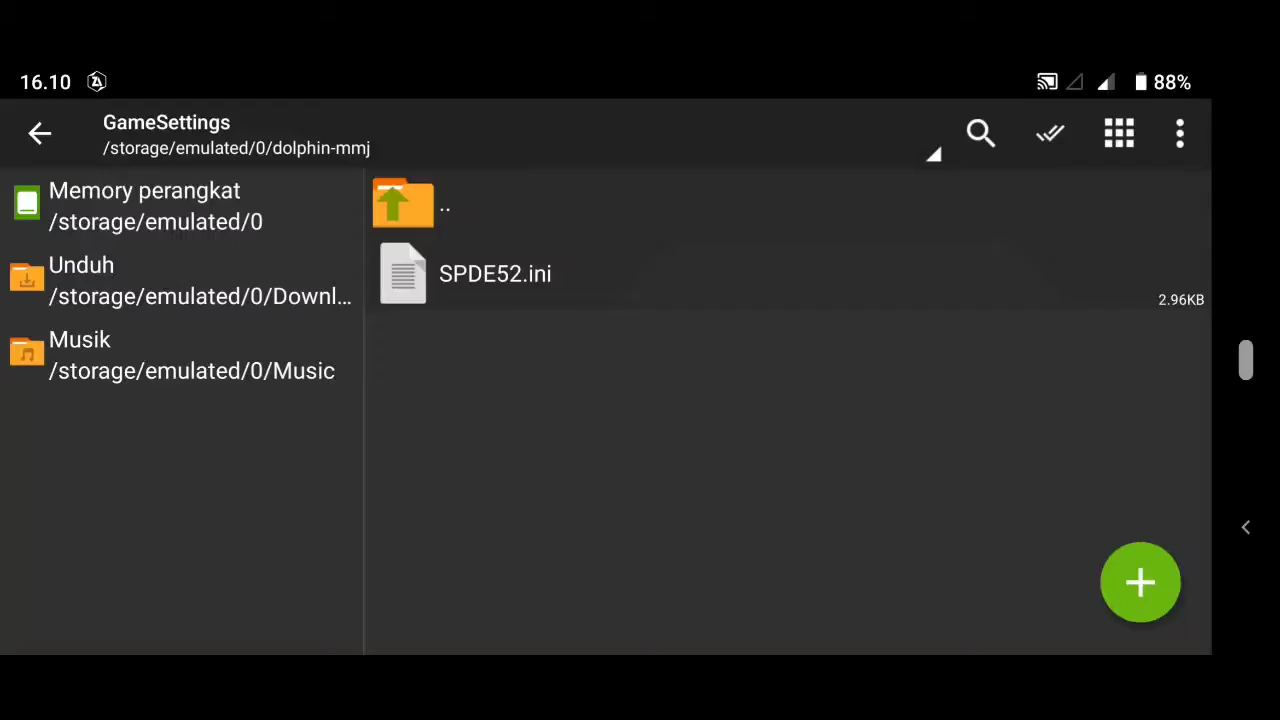 16.10
88%
GameSettings
/storage/emulated/0/dolphin-mmj
Memory perangkat
/storage/emulated/0
Unduh
/storage/emulated/0/Downl...
Musik
/storage/emulated/0/Music
..
SPDE52.ini
2.96KB